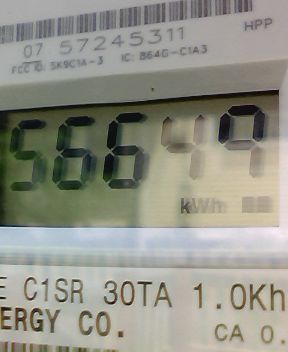 07 57245311
HPP
FCC ID: SK9C1A-3 IC: 864G-C1A3
56649
kWh
E C1SR 30TA 1.0Kh
ERGY CO.
CA 0.